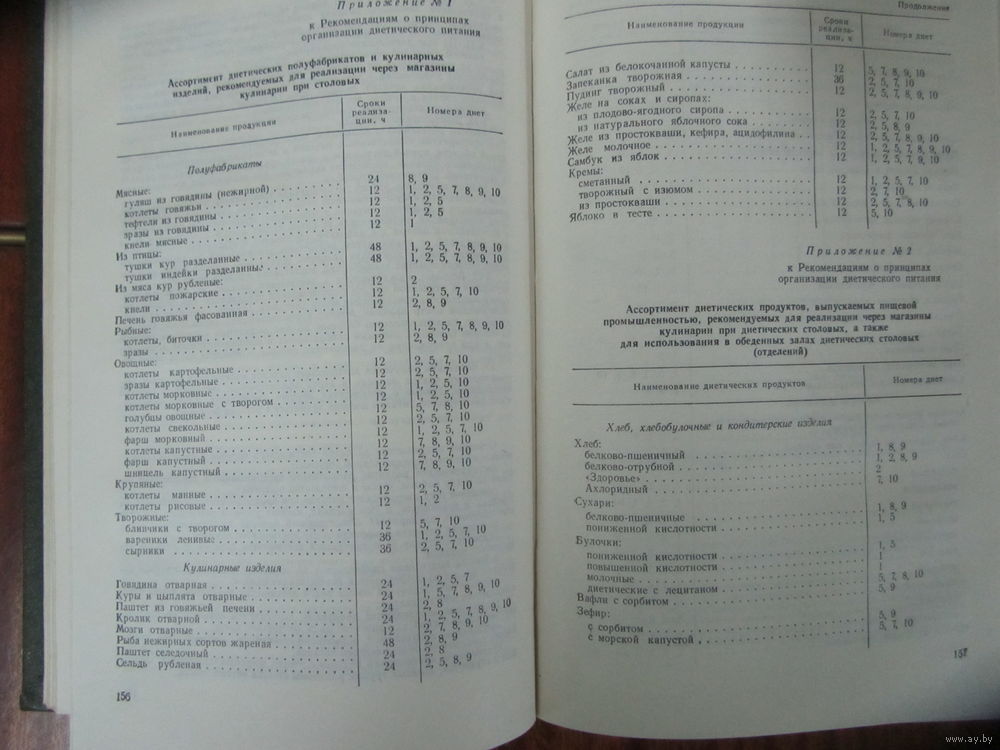 Приложение № 1
к Рекомендациям о принципах
организации диетического питания
Ассортимент диетических полуфабрикатов и кулинарных
изделий, рекомендуемых для реализации через магазины
кулинарии при столовых
Наименование продукции Сроки реализации, ч Номера диет
Полуфабрикаты
Мясные:
гуляш из говядины (нежирной) 24 8, 9
котлеты говяжьи 12 1, 2, 5, 7, 8, 9, 10
тефтели из говядины 12 1, 2, 5
зразы из говядины 12 1, 2, 5
кнели мясные 12 1
Из птицы:
тушки кур разделанные 48 1, 2, 5, 7, 8, 9, 10
тушки индейки разделанные 48 1, 2, 5, 7, 8, 9, 10
Из мяса кур рубленые: 12 2
котлеты пожарские 12 1, 2, 5, 7, 10
кнели 12 2, 8, 9
Печень говяжья фасованная
Рыбные: 12 1, 2, 5, 7, 8, 9, 10
котлеты, биточки 12 2, 8, 9
зразы
Овощные: 12 2, 5, 7, 10
котлеты картофельные 12 2, 5, 7, 10
зразы картофельные 12 1, 2, 5, 10
котлеты морковные 12 1, 2, 5, 10
котлеты морковные с творогом 12 5, 7, 8, 10
голубцы овощные 12 2, 5, 7, 10
котлеты свекольные 12 1, 2, 5, 7, 10
фарш морковный 12 7, 8, 9, 10
котлеты капустные 12 2, 5, 7, 10
фарш капустный 12 7, 8, 9, 10
шницель капустный
Крупяные:
котлеты манные 12 2, 5, 7, 10
котлеты рисовые 12 1, 2
Творожные:
блинчики с творогом 12 5, 7, 10
вареники ленивые 36 1, 2, 5, 7, 10
сырники 36 2, 5, 7, 10
Кулинарные изделия
Говядина отварная 24 1, 2, 5, 7
Куры и цыплята отварные 24 1, 5, 7, 8, 9, 10
Паштет из говяжьей печени 24 2, 8
Кролик отварной 24 1, 2, 5, 7, 8, 9, 10
Мозги отварные 12 2, 7, 8, 9, 10
Рыба нежирных сортов жареная 48 2, 8, 9
Паштет селедочный 24 2, 8
Сельдь рубленая 24 2, 5, 8, 9
156
Продолжение
Наименование продукции Сроки реализации, ч Номера диет
Салат из белокочанной капусты 12 5, 7, 8, 9, 10
Запеканка творожная 36 2, 5, 7, 10
Пудинг творожный 12 2, 5, 7, 8, 9, 10
Желе на соках и сиропах:
из плодово-ягодного сиропа 12 2, 5, 7, 10
из натурального яблочного сока 12 2, 5, 8, 9
Желе из простокваши, кефира, ацидофилина 12 2, 5, 7, 8, 9, 10
Желе молочное 12 1, 2, 5, 7, 8, 9, 10
Самбук из яблок 12 1, 2, 5, 7, 9, 10
Кремы:
сметанный 12 1, 2, 5, 7, 10
творожный с изюмом 12 2, 7, 10
из простокваши 12 2, 5, 7, 8, 10
Яблоко в тесте 12 5, 10
Приложение № 2
к Рекомендациям о принципах
организации диетического питания
Ассортимент диетических продуктов, выпускаемых пищевой
промышленностью, рекомендуемых для реализации через магазины
кулинарии при диетических столовых, а также
для использования в обеденных залах диетических столовых
(отделений)
Наименование диетических продуктов Номера диет
Хлеб, хлебобулочные и кондитерские изделия
Хлеб:
белково-пшеничный 1, 8, 9
белково-отрубной 1, 2, 8, 9
«Здоровье» 2
Ахлоридный 7, 10
Сухари:
белково-пшеничные 1, 8, 9
пониженной кислотности 1, 5
Булочки:
пониженной кислотности 1, 5
повышенной кислотности 1
молочные 1
диетические с лецитином 5, 7, 8, 10
Вафли с сорбитом 5, 9
Зефир:
с сорбитом 5, 9
с морской капустой 5, 7, 10
157
www.ay.by